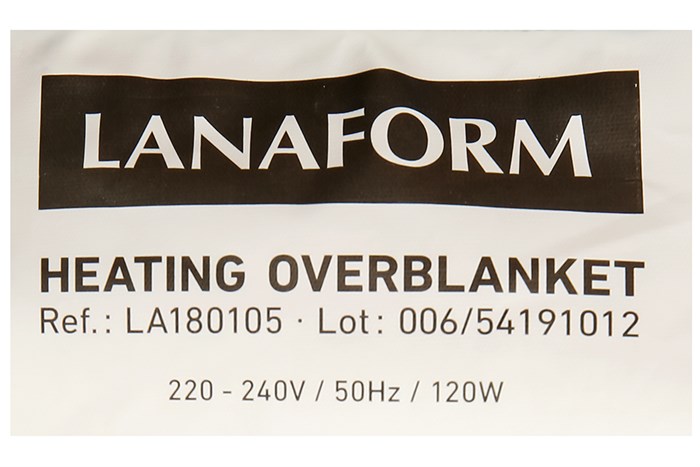 LANAFORM
HEATING OVERBLANKET
Ref.: LA180105 · Lot: 006/54191012
220 - 240V / 50Hz / 120W